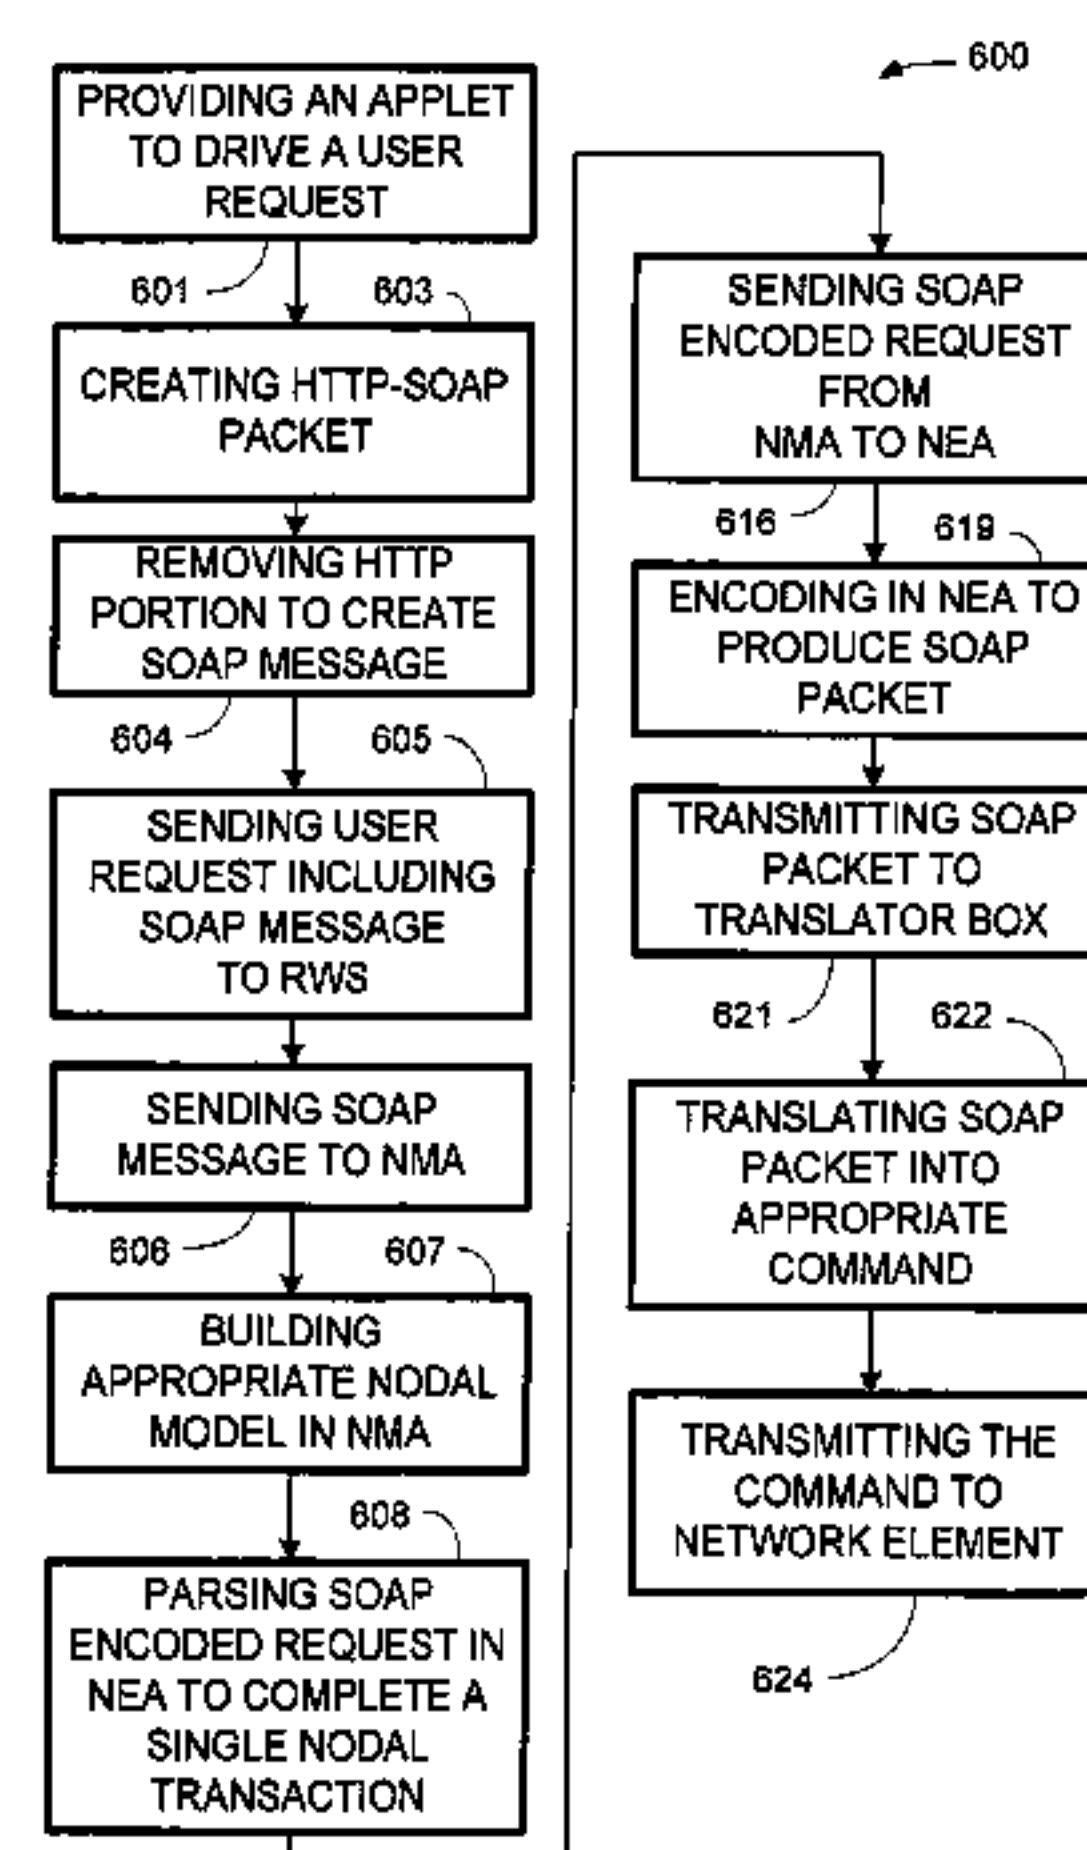 600
PROVIDING AN APPLET
TO DRIVE A USER
REQUEST
601
603
CREATING HTTP-SOAP
PACKET
REMOVING HTTP
PORTION TO CREATE
SOAP MESSAGE
604
605
SENDING USER
REQUEST INCLUDING
SOAP MESSAGE
TO RWS
SENDING SOAP
MESSAGE TO NMA
606
607
BUILDING
APPROPRIATE NODAL
MODEL IN NMA
608
PARSING SOAP
ENCODED REQUEST IN
NEA TO COMPLETE A
SINGLE NODAL
TRANSACTION
SENDING SOAP
ENCODED REQUEST
FROM
NMA TO NEA
616
619
ENCODING IN NEA TO
PRODUCE SOAP
PACKET
TRANSMITTING SOAP
PACKET TO
TRANSLATOR BOX
621
622
TRANSLATING SOAP
PACKET INTO
APPROPRIATE
COMMAND
TRANSMITTING THE
COMMAND TO
NETWORK ELEMENT
624